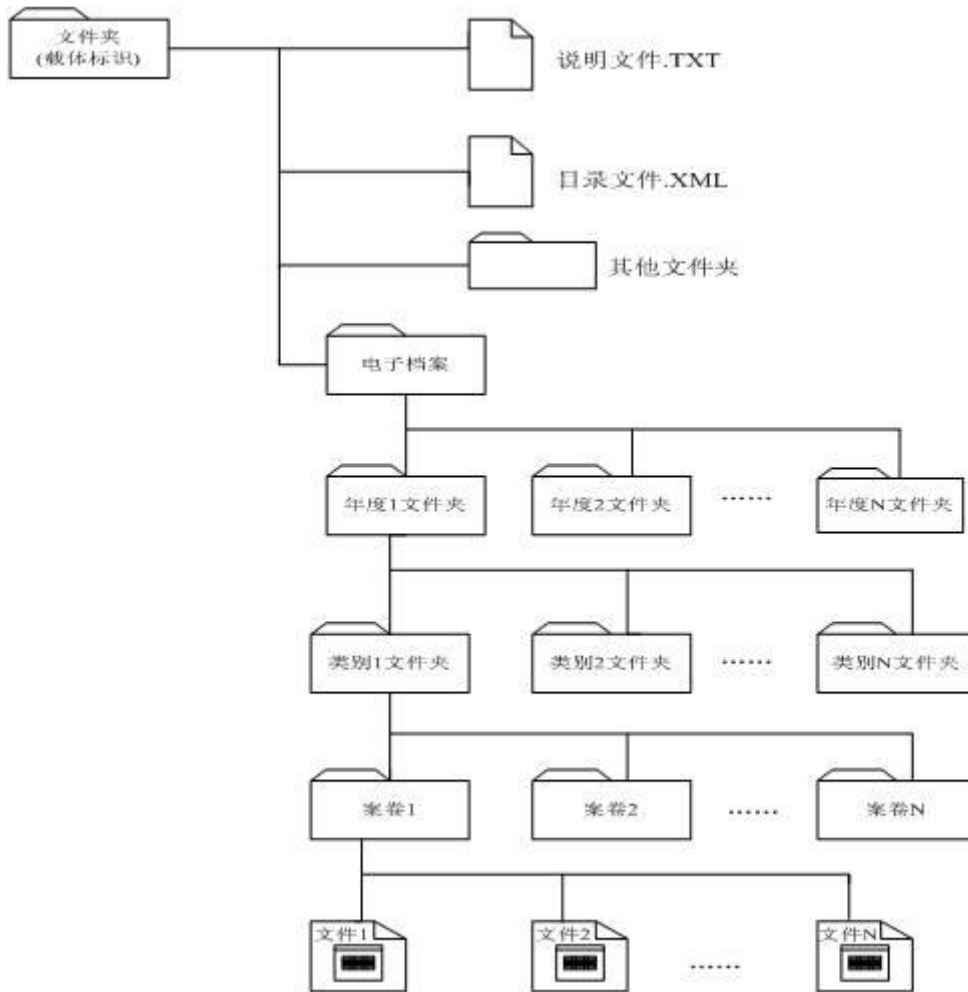 文件夹
(载体标识)
说明文件.TXT
目录文件.XML
其他文件夹
电子档案
年度1文件夹
年度2文件夹
......
年度N文件夹
类别1文件夹
类别2文件夹
......
类别N文件夹
案卷1
案卷2
......
案卷N
文件1
文件2
......
文件N